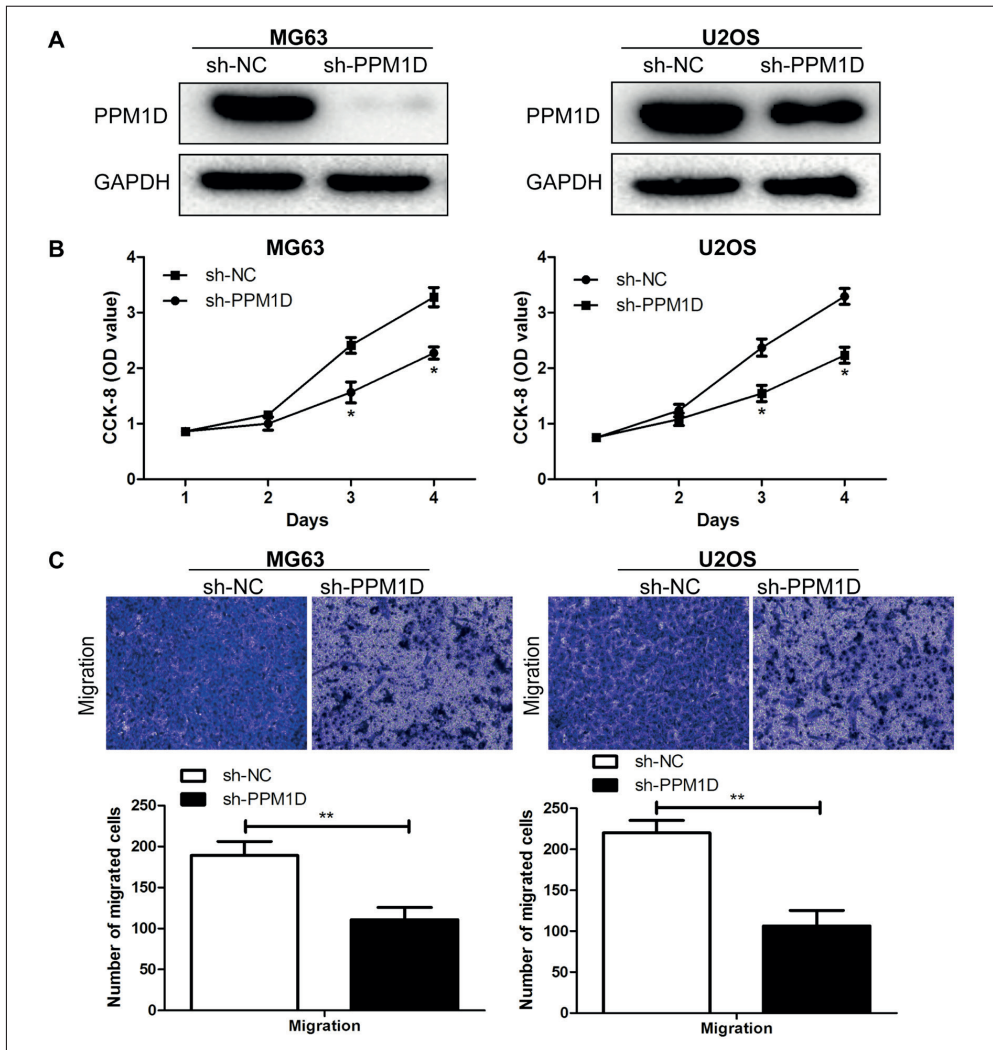 A
MG63
sh-NC sh-PPM1D
PPM1D
GAPDH
U2OS
sh-NC sh-PPM1D
PPM1D
GAPDH
B
MG63
sh-NC
sh-PPM1D
CCK-8 (OD value)
4
3
2
1
0
*
*
1 2 3 4
Days
U2OS
sh-NC
sh-PPM1D
CCK-8 (OD value)
4
3
2
1
0
*
*
1 2 3 4
Days
C
MG63
sh-NC sh-PPM1D
Migration
sh-NC
sh-PPM1D
Number of migrated cells
250
200
150
100
50
0
**
Migration
U2OS
sh-NC sh-PPM1D
Migration
sh-NC
sh-PPM1D
Number of migrated cells
250
200
150
100
50
0
**
Migration